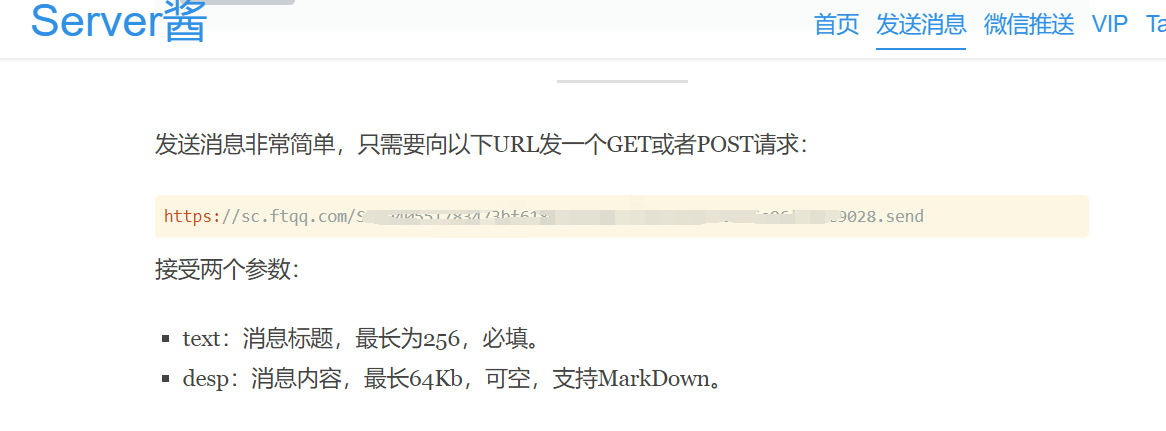 Server酱
首页 发送消息 微信推送 VIP Ta
发送消息非常简单，只需要向以下URL发一个GET或者POST请求：
https://sc.ftqq.com/S 9028.send
接受两个参数：
text：消息标题，最长为256，必填。
desp：消息内容，最长64Kb，可空，支持MarkDown。